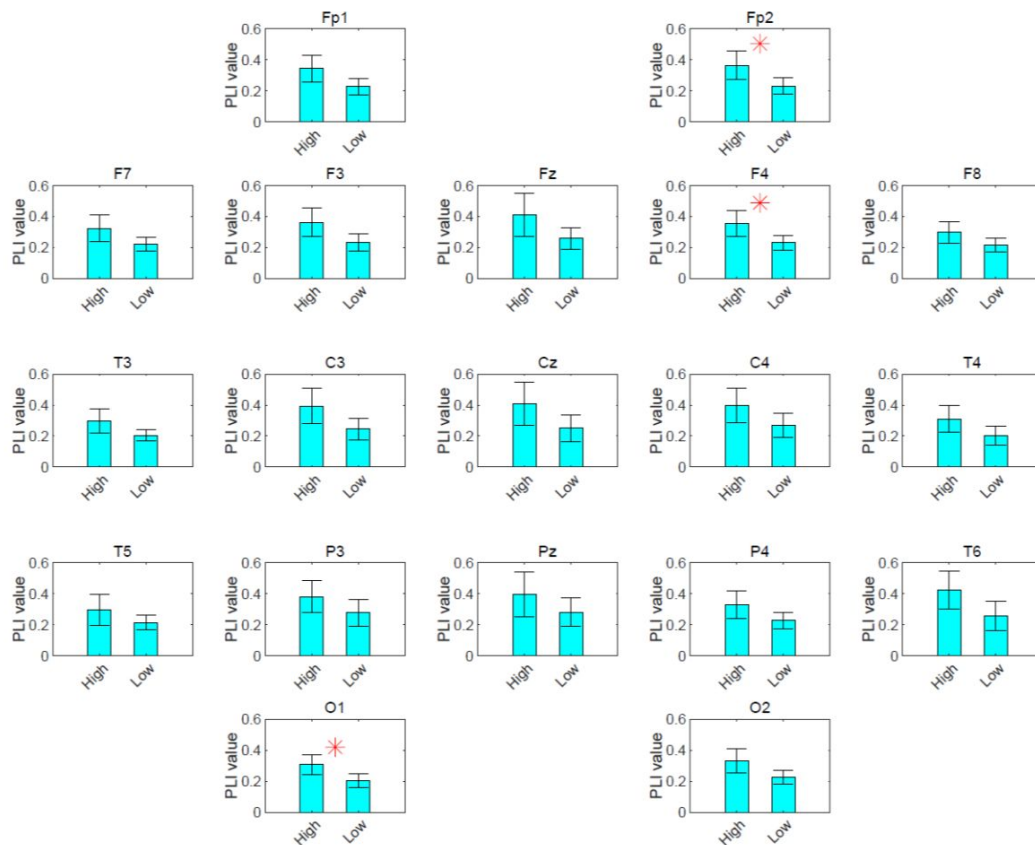 Fp1 Fp2
0.6 0.6
0.4 0.4
PLI value PLI value
0.2 0.2
0 0
High Low High Low
F7 F3 Fz F4 F8
0.6 0.6 0.6 0.6 0.6
0.4 0.4 0.4 0.4 0.4
PLI value PLI value PLI value PLI value PLI value
0.2 0.2 0.2 0.2 0.2
0 0 0 0 0
High Low High Low High Low High Low High Low
T3 C3 Cz C4 T4
0.6 0.6 0.6 0.6 0.6
0.4 0.4 0.4 0.4 0.4
PLI value PLI value PLI value PLI value PLI value
0.2 0.2 0.2 0.2 0.2
0 0 0 0 0
High Low High Low High Low High Low High Low
T5 P3 Pz P4 T6
0.6 0.6 0.6 0.6 0.6
0.4 0.4 0.4 0.4 0.4
PLI value PLI value PLI value PLI value PLI value
0.2 0.2 0.2 0.2 0.2
0 0 0 0 0
High Low High Low High Low High Low High Low
O1 O2
0.6 0.6
0.4 0.4
PLI value PLI value
0.2 0.2
0 0
High Low High Low